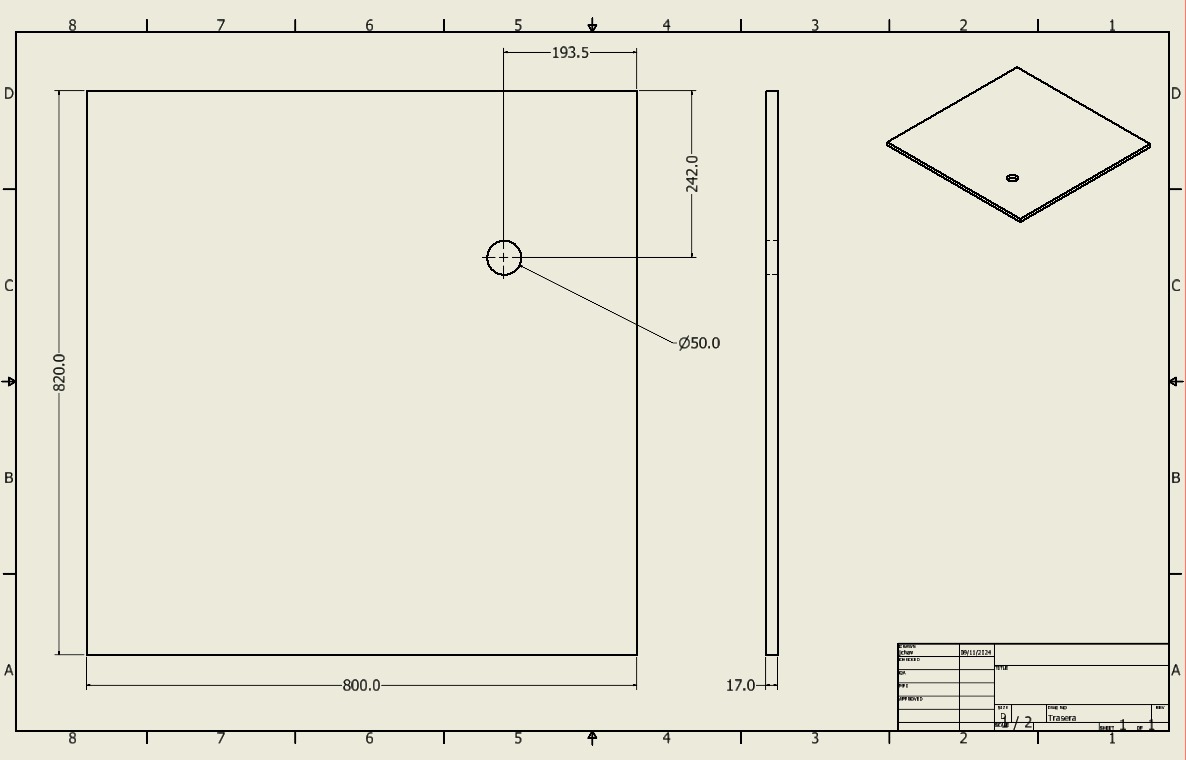 8 7 6 5 4 3 2 1
193.5
D D
242.0
C C
Ø50.0
820.0
B B
A A
800.0
17.0
DRAWN
jchav 09/11/2024
CHECKED
TITLE
QA
MFG
APPROVED
SIZE DWG NO REV
D Trasera
SCALE 1 / 2
SHEET 1 OF 1
8 7 6 5 4 3 2 1